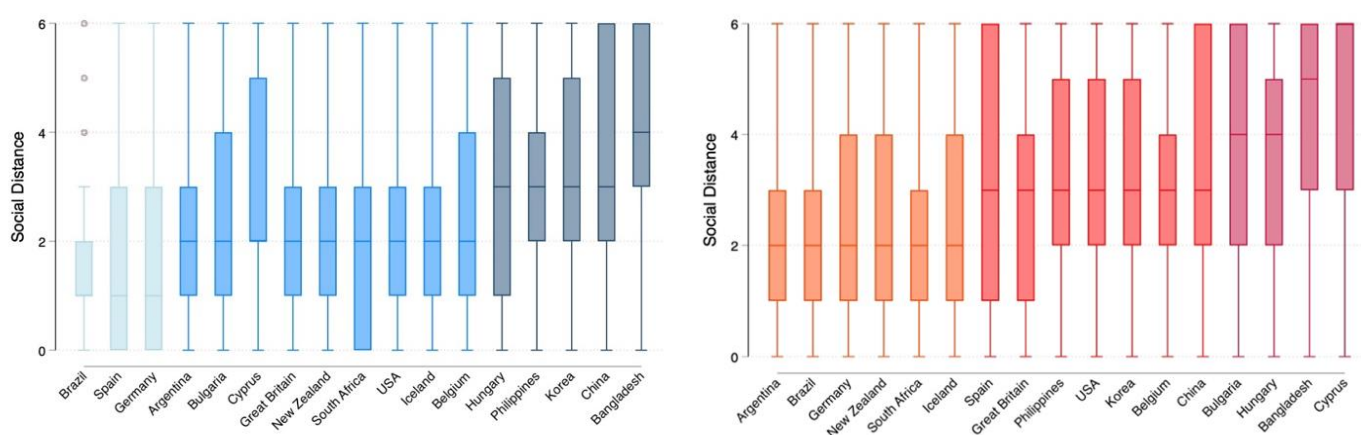 Social Distance
6
4
2
0
Brazil
Spain
Germany
Argentina
Bulgaria
Cyprus
Great Britain
New Zealand
South Africa
USA
Iceland
Belgium
Hungary
Philippines
Korea
China
Bangladesh
Social Distance
6
4
2
0
Argentina
Brazil
Germany
New Zealand
South Africa
Iceland
Spain
Great Britain
Philippines
USA
Korea
Belgium
China
Bulgaria
Hungary
Bangladesh
Cyprus